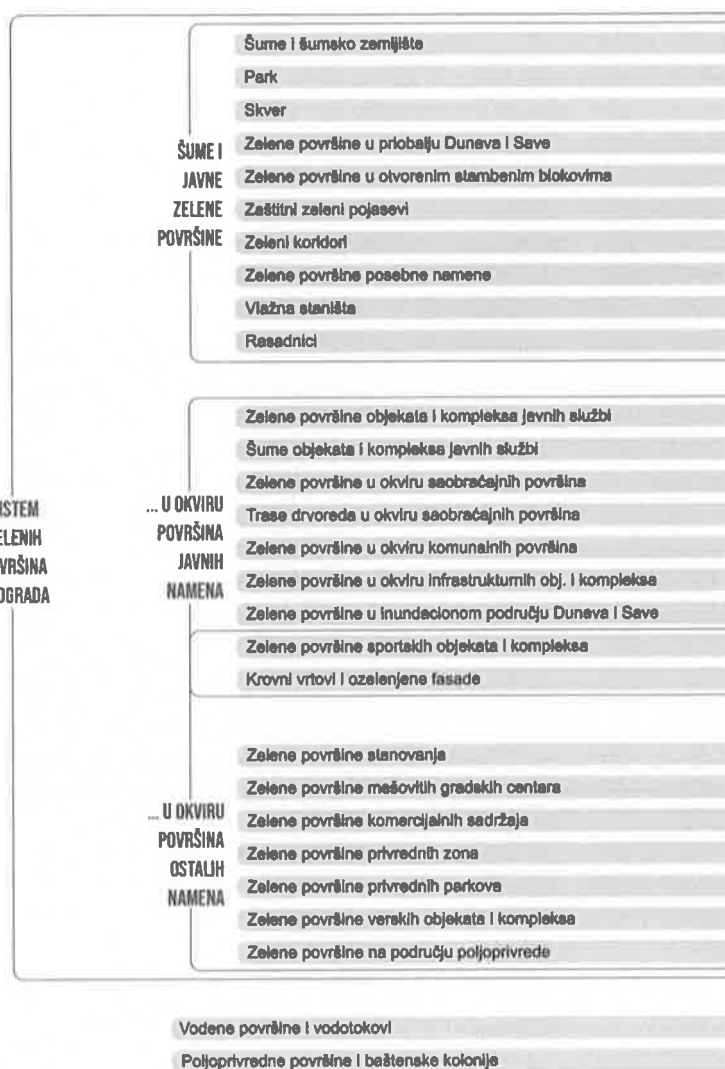 Šume i šumsko zemljište
Park
Skver
Zelene površine u priobalju Dunava i Save
Zelene površine u otvorenim stambenim blokovima
Zaštitni zeleni pojasevi
Zeleni koridori
Zelene površine posebne namene
Vlažna staništa
Rasadnici
ŠUME I
JAVNE
ZELENE
POVRŠINE
Zelene površine objekata i kompleksa javnih službi
Šume objekata i kompleksa javnih službi
Zelene površine u okviru saobraćajnih površina
Trase drvoreda u okviru saobraćajnih površina
Zelene površine u okviru komunalnih površina
Zelene površine u okviru infrastrukturnih obj. i kompleksa
Zelene površine u inundacionom području Dunava i Save
Zelene površine sportskih objekata i kompleksa
Krovni vrtovi i ozelenjene fasade
... U OKVIRU
POVRŠINA
JAVNIH
NAMENA
ISTEM
ELENIH
VRŠINA
OGRADA
Zelene površine stanovanja
Zelene površine mešovitih gradskih centara
Zelene površine komercijalnih sadržaja
Zelene površine privrednih zona
Zelene površine privrednih parkova
Zelene površine verskih objekata i kompleksa
Zelene površine na području poljoprivrede
... U OKVIRU
POVRŠINA
OSTALIH
NAMENA
Vodene površine i vodotokovi
Poljoprivredne površine i baštenske kolonije